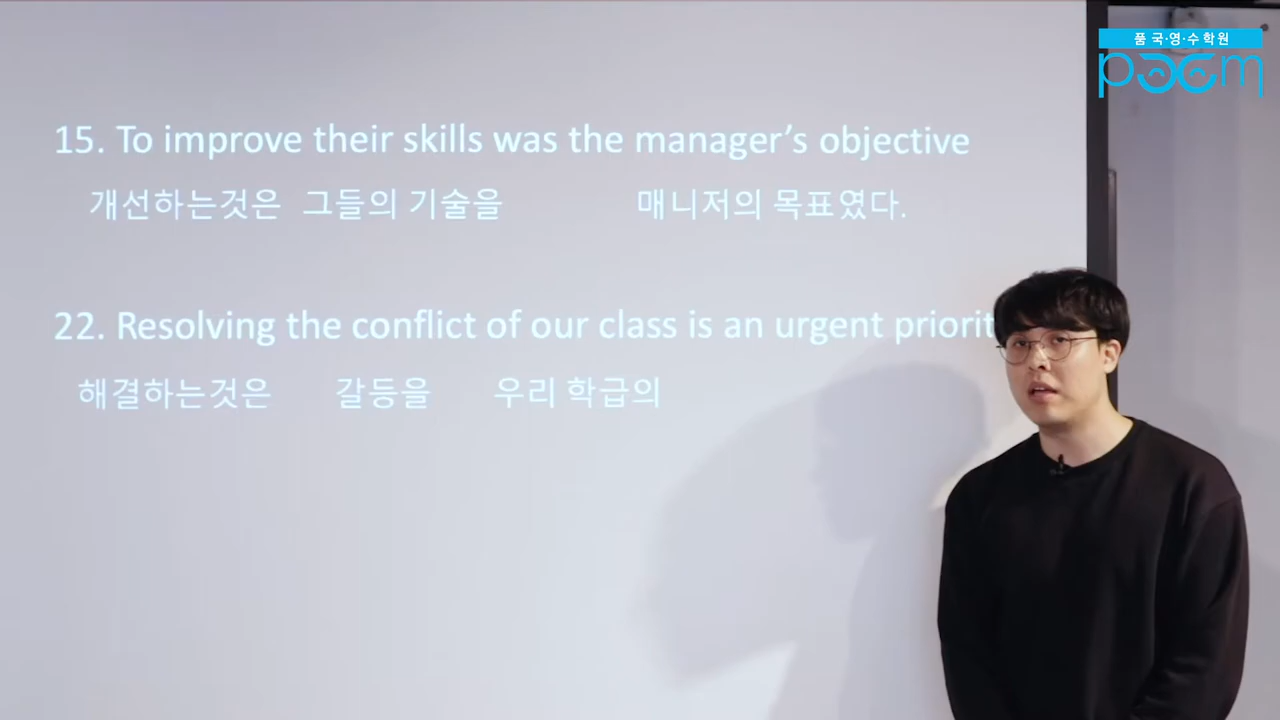 품 국·영·수 학원
poem
15. To improve their skills was the manager’s objective
개선하는것은 그들의 기술을 매니저의 목표였다.
22. Resolving the conflict of our class is an urgent priorit
해결하는것은 갈등을 우리 학급의